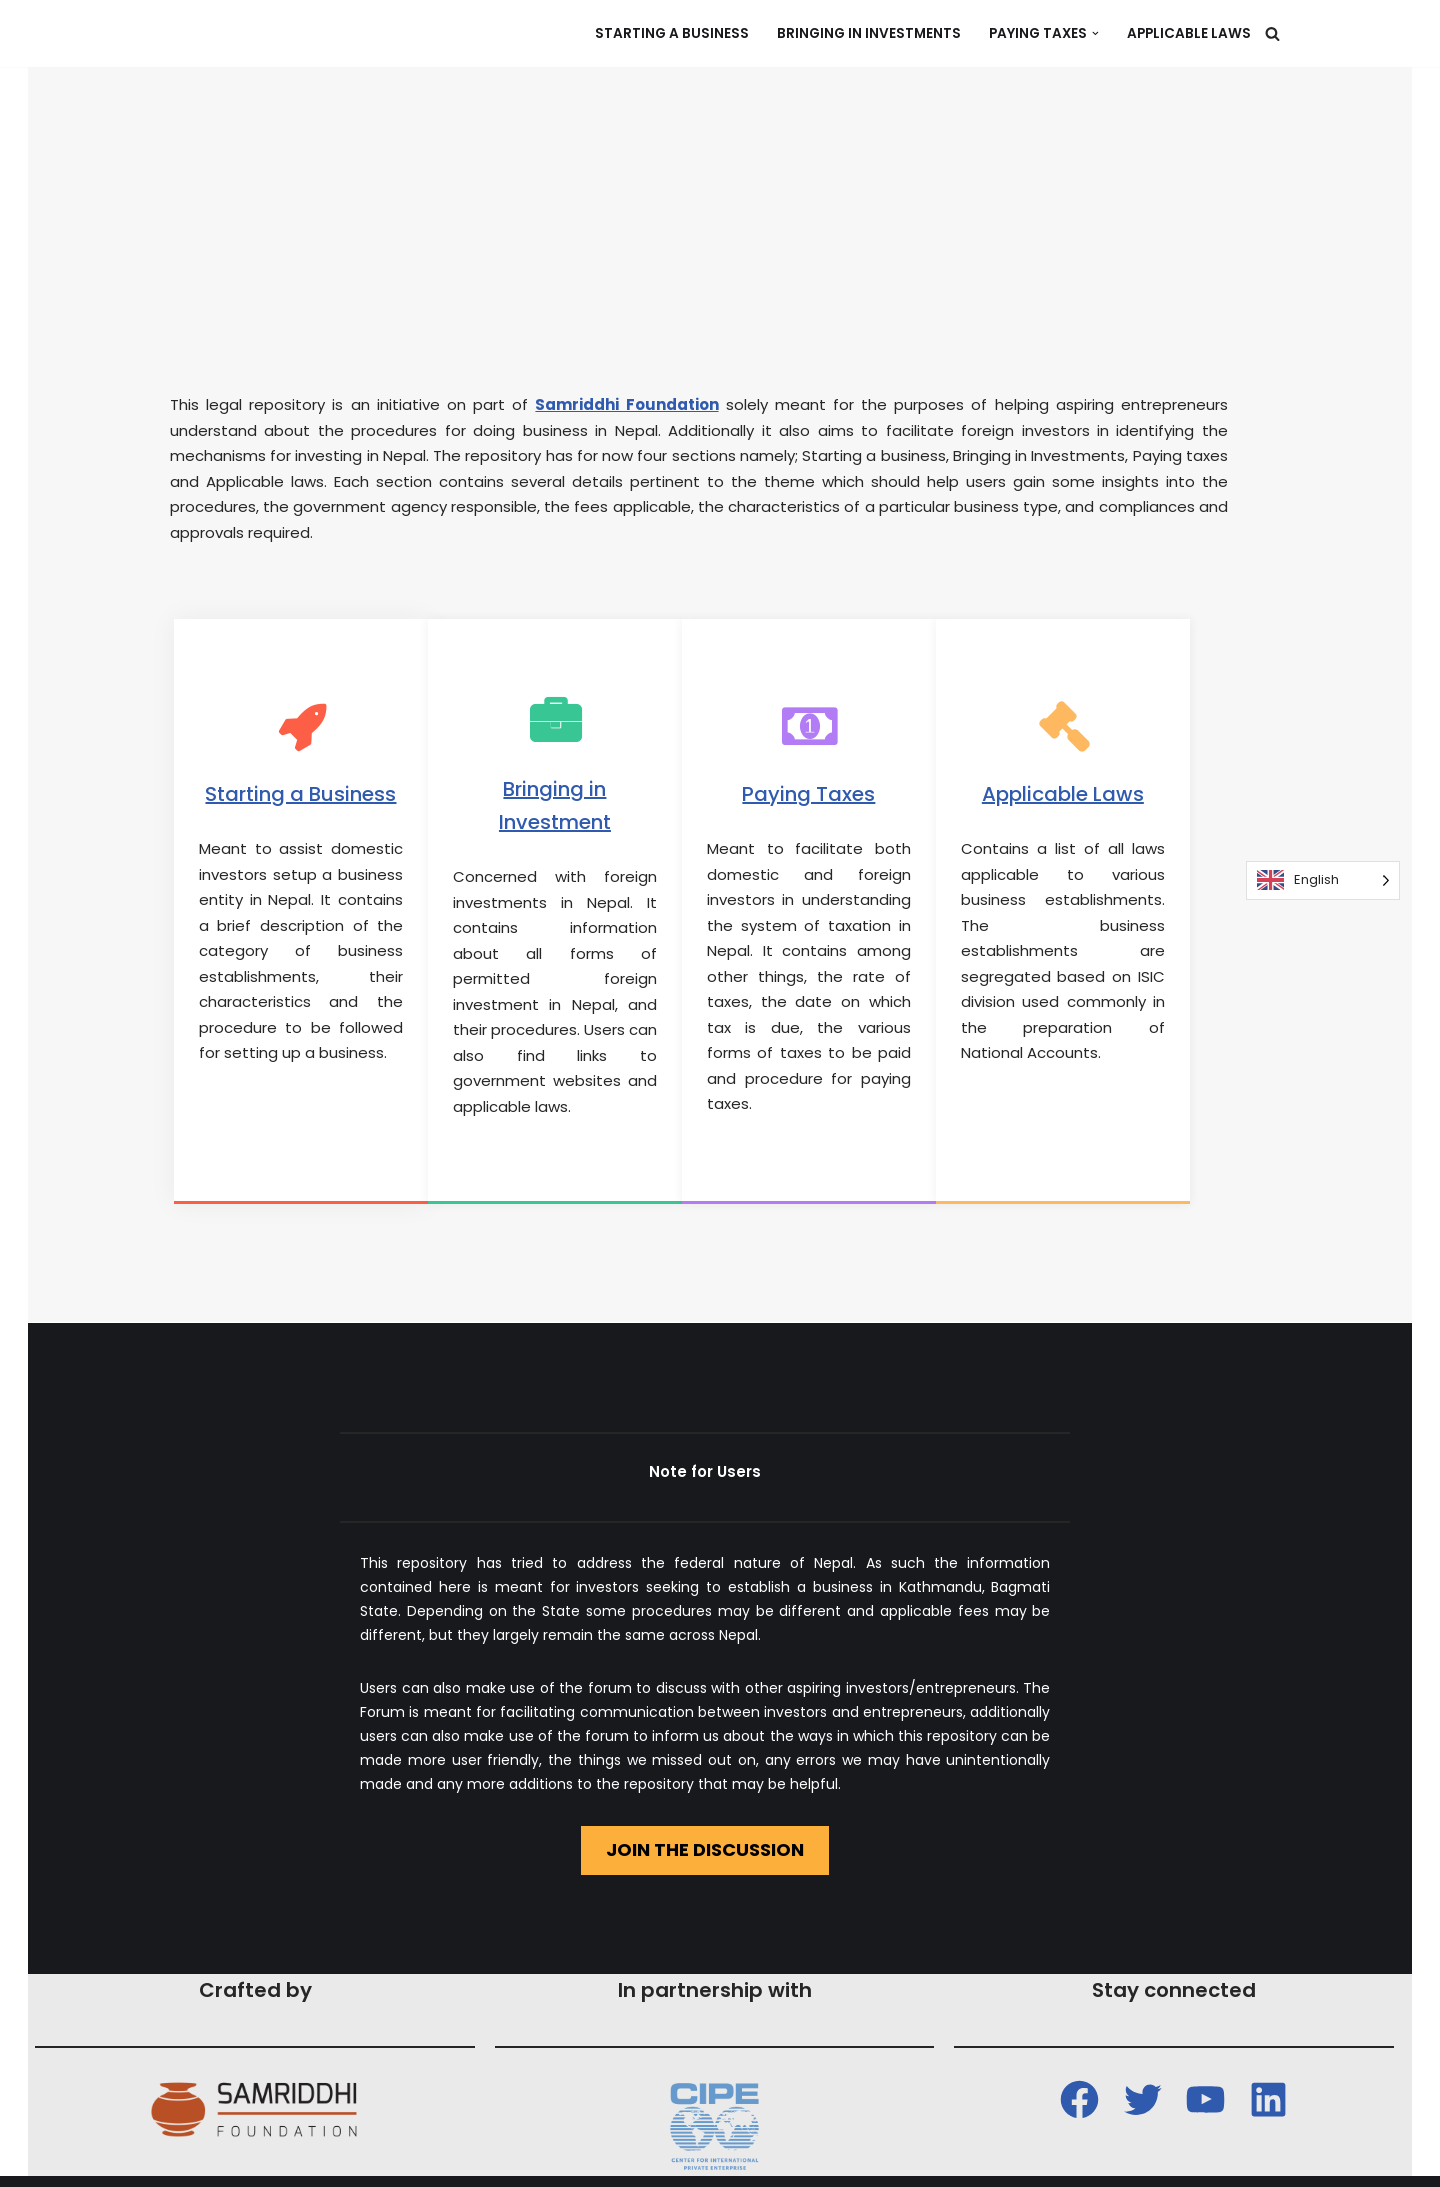 STARTING A BUSINESS BRINGING IN INVESTMENTS PAYING TAXES APPLICABLE LAWS
This legal repository is an initiative on part of Samriddhi Foundation solely meant for the purposes of helping aspiring entrepreneurs
understand about the procedures for doing business in Nepal. Additionally it also aims to facilitate foreign investors in identifying the
mechanisms for investing in Nepal. The repository has for now four sections namely; Starting a business, Bringing in Investments, Paying taxes
and Applicable laws. Each section contains several details pertinent to the theme which should help users gain some insights into the
procedures, the government agency responsible, the fees applicable, the characteristics of a particular business type, and compliances and
approvals required.
Starting a Business
Meant to assist domestic
investors setup a business
entity in Nepal. It contains
a brief description of the
category of business
establishments, their
characteristics and the
procedure to be followed
for setting up a business.
Bringing in
Investment
Concerned with foreign
investments in Nepal. It
contains information
about all forms of
permitted foreign
investment in Nepal, and
their procedures. Users can
also find links to
government websites and
applicable laws.
1
Paying Taxes
Meant to facilitate both
domestic and foreign
investors in understanding
the system of taxation in
Nepal. It contains among
other things, the rate of
taxes, the date on which
tax is due, the various
forms of taxes to be paid
and procedure for paying
taxes.
Applicable Laws
Contains a list of all laws
applicable to various
business establishments.
The business
establishments are
segregated based on ISIC
division used commonly in
the preparation of
National Accounts.
English
Note for Users
This repository has tried to address the federal nature of Nepal. As such the information
contained here is meant for investors seeking to establish a business in Kathmandu, Bagmati
State. Depending on the State some procedures may be different and applicable fees may be
different, but they largely remain the same across Nepal.
Users can also make use of the forum to discuss with other aspiring investors/entrepreneurs. The
Forum is meant for facilitating communication between investors and entrepreneurs, additionally
users can also make use of the forum to inform us about the ways in which this repository can be
made more user friendly, the things we missed out on, any errors we may have unintentionally
made and any more additions to the repository that may be helpful.
JOIN THE DISCUSSION
Crafted by
SAMRIDDHI
FOUNDATION
In partnership with
CIPE
CENTER FOR INTERNATIONAL
PRIVATE ENTERPRISE
Stay connected